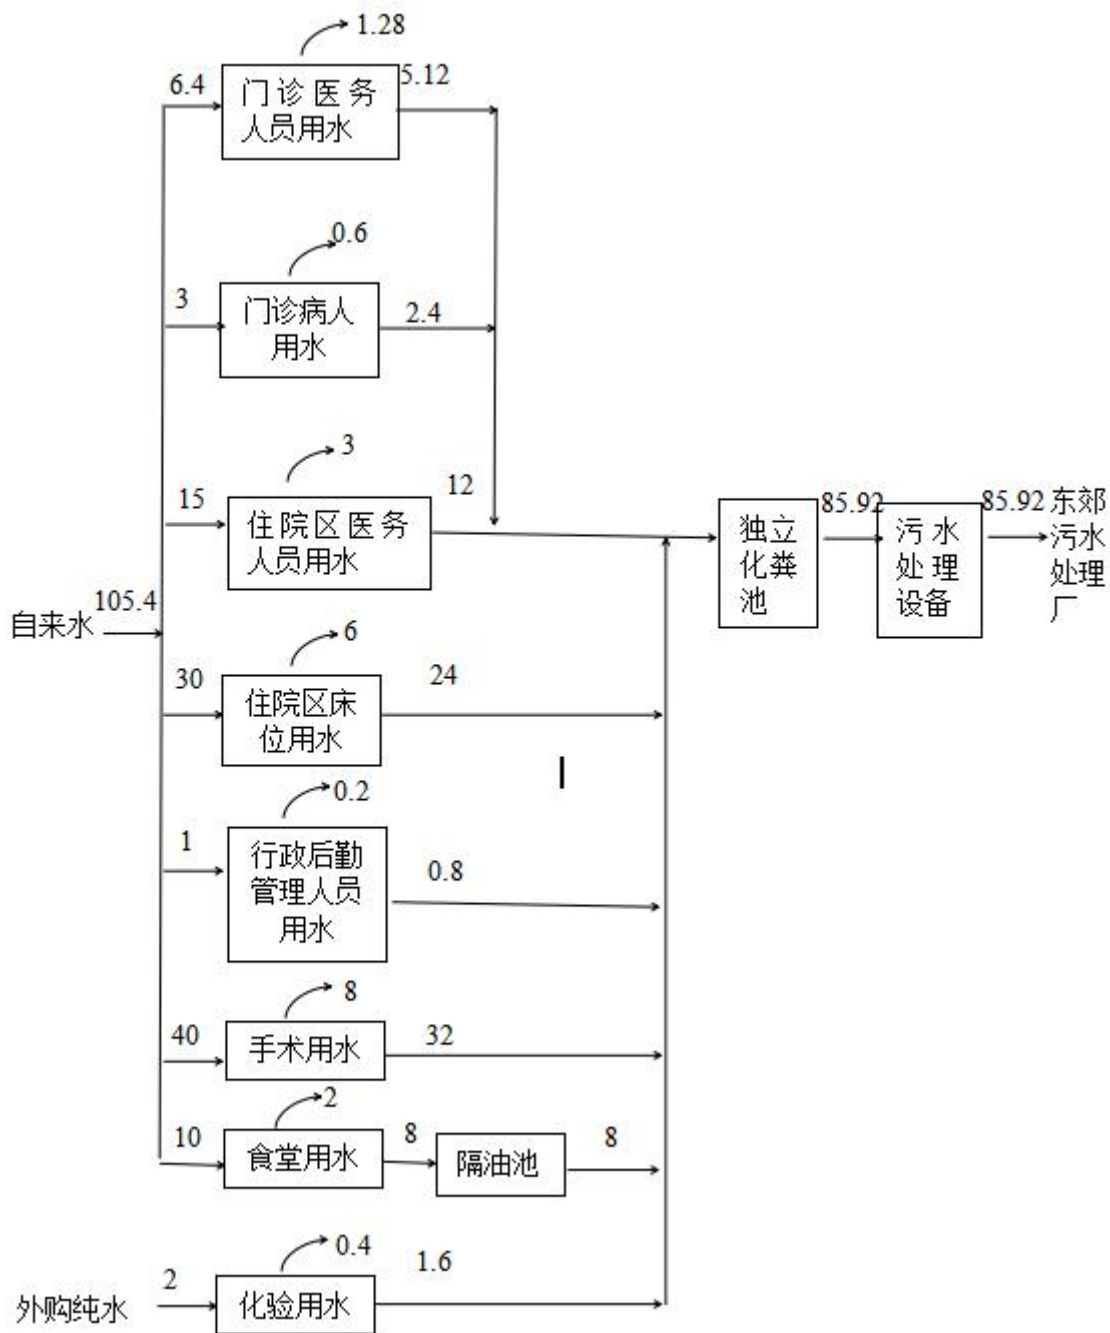 1.28
6.4
门诊医务
人员用水
5.12
0.6
3
门诊病人
用水
2.4
3
15
住院区医务
人员用水
12
独立
化粪
池
85.92
污水
处理
设备
85.92
东郊
污水
处理
厂
自来水
105.4
6
30
住院区床
位用水
24
0.2
1
行政后勤
管理人员
用水
0.8
8
40
手术用水
32
2
10
食堂用水
8
隔油池
8
0.4
外购纯水
2
化验用水
1.6